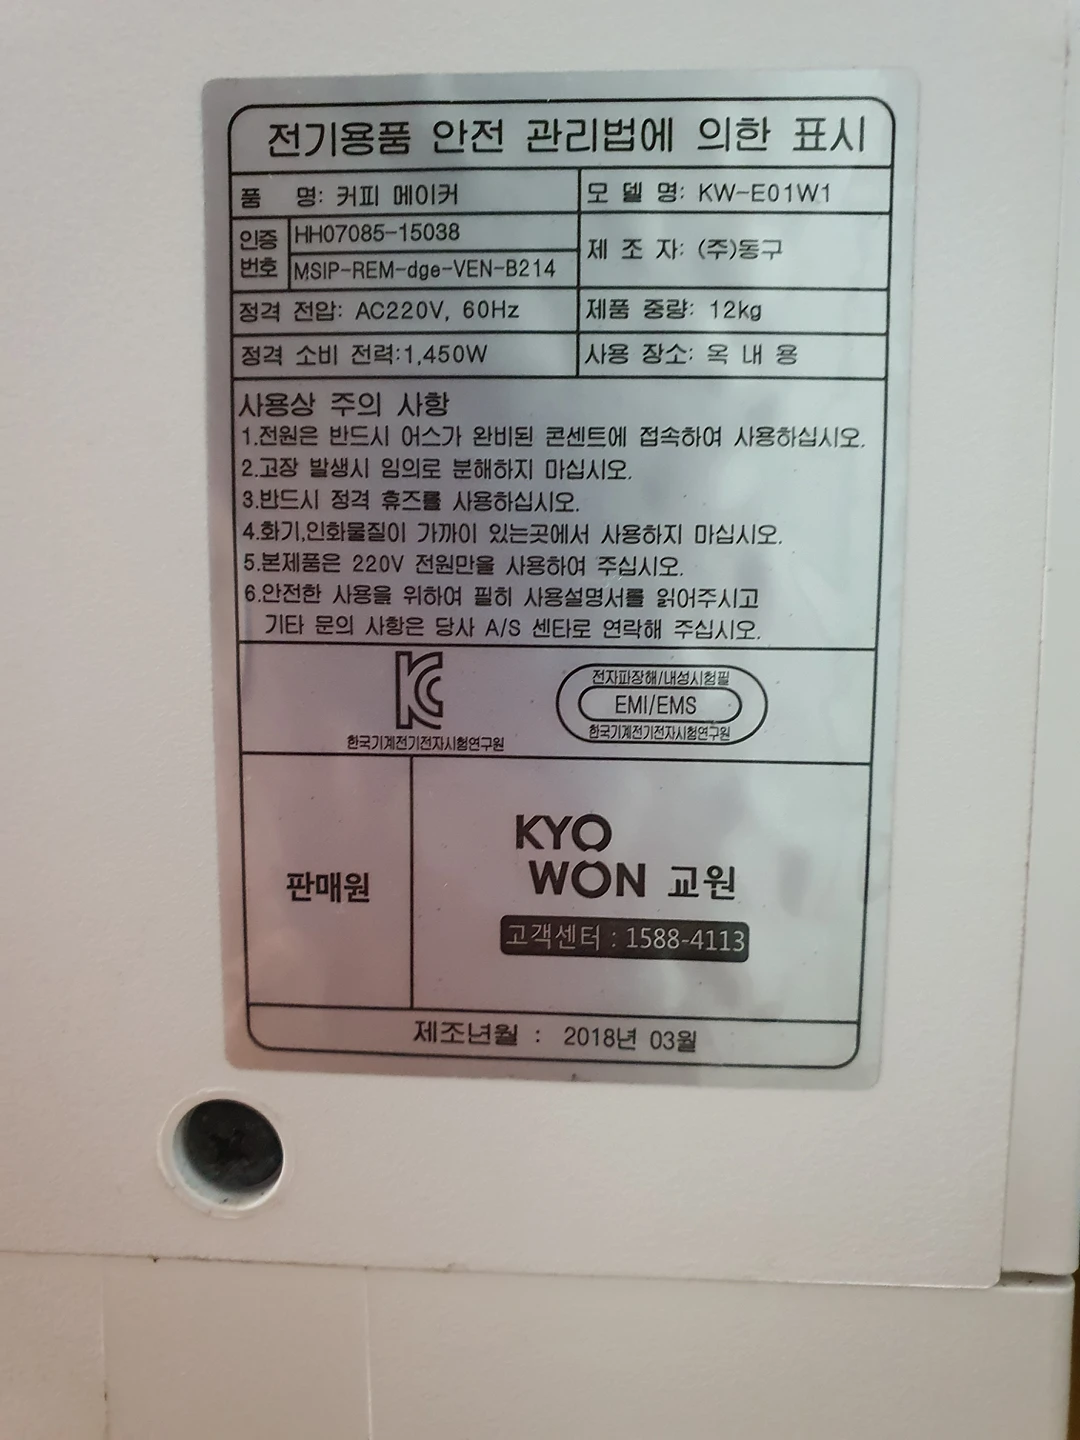 전기용품 안전 관리법에 의한 표시
품 명: 커피 메이커
모 델 명: KW-E01W1
인증 번호
HH07085-15038
MSIP-REM-dge-VEN-B214
제 조 자: (주)동구
정격 전압: AC220V, 60Hz
제품 중량: 12kg
정격 소비 전력:1,450W
사용 장소: 옥 내 용
사용상 주의 사항
1.전원은 반드시 어스가 완비된 콘센트에 접속하여 사용하십시오.
2.고장 발생시 임의로 분해하지 마십시오.
3.반드시 정격 휴즈를 사용하십시오.
4.화기,인화물질이 가까이 있는곳에서 사용하지 마십시오.
5.본제품은 220V 전원만을 사용하여 주십시오.
6.안전한 사용을 위하여 필히 사용설명서를 읽어주시고
기타 문의 사항은 당사 A/S 센타로 연락해 주십시오.
KC
한국기계전기전자시험연구원
전자파장해/내성시험필
EMI/EMS
한국기계전기전자시험연구원
판매원
KYO
WON 교원
고객센터 : 1588-4113
제조년월 : 2018년 03월